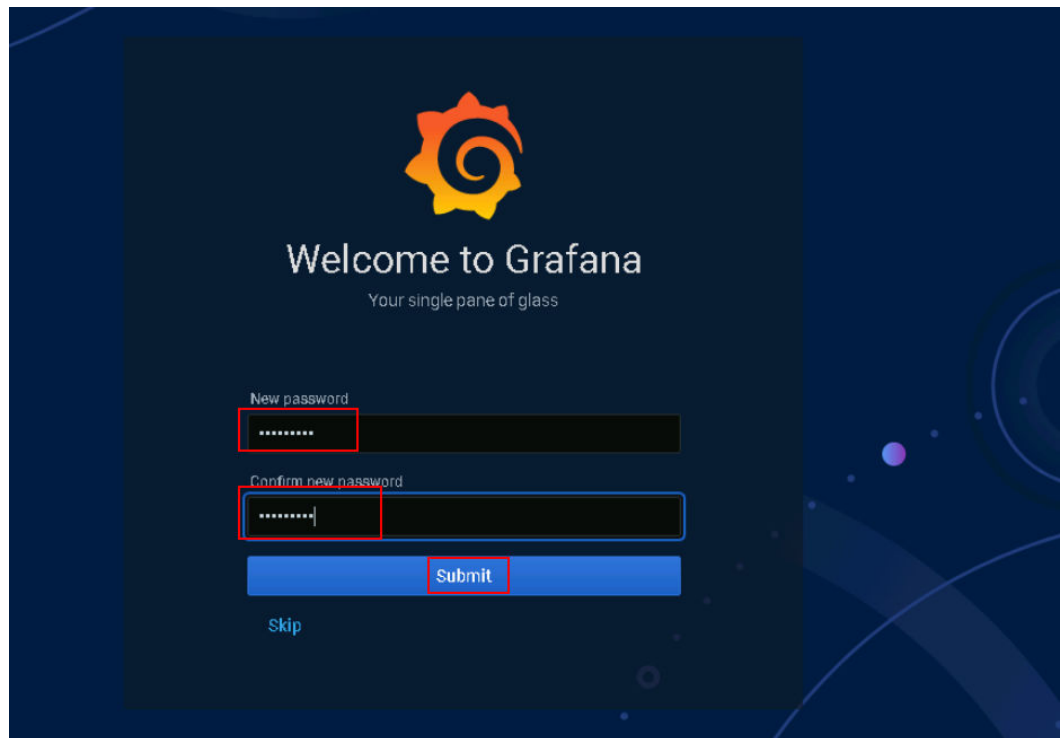 Welcome to Grafana
Your single pane of glass
New password
•••••••••
Confirm new password
•••••••••
Submit
Skip